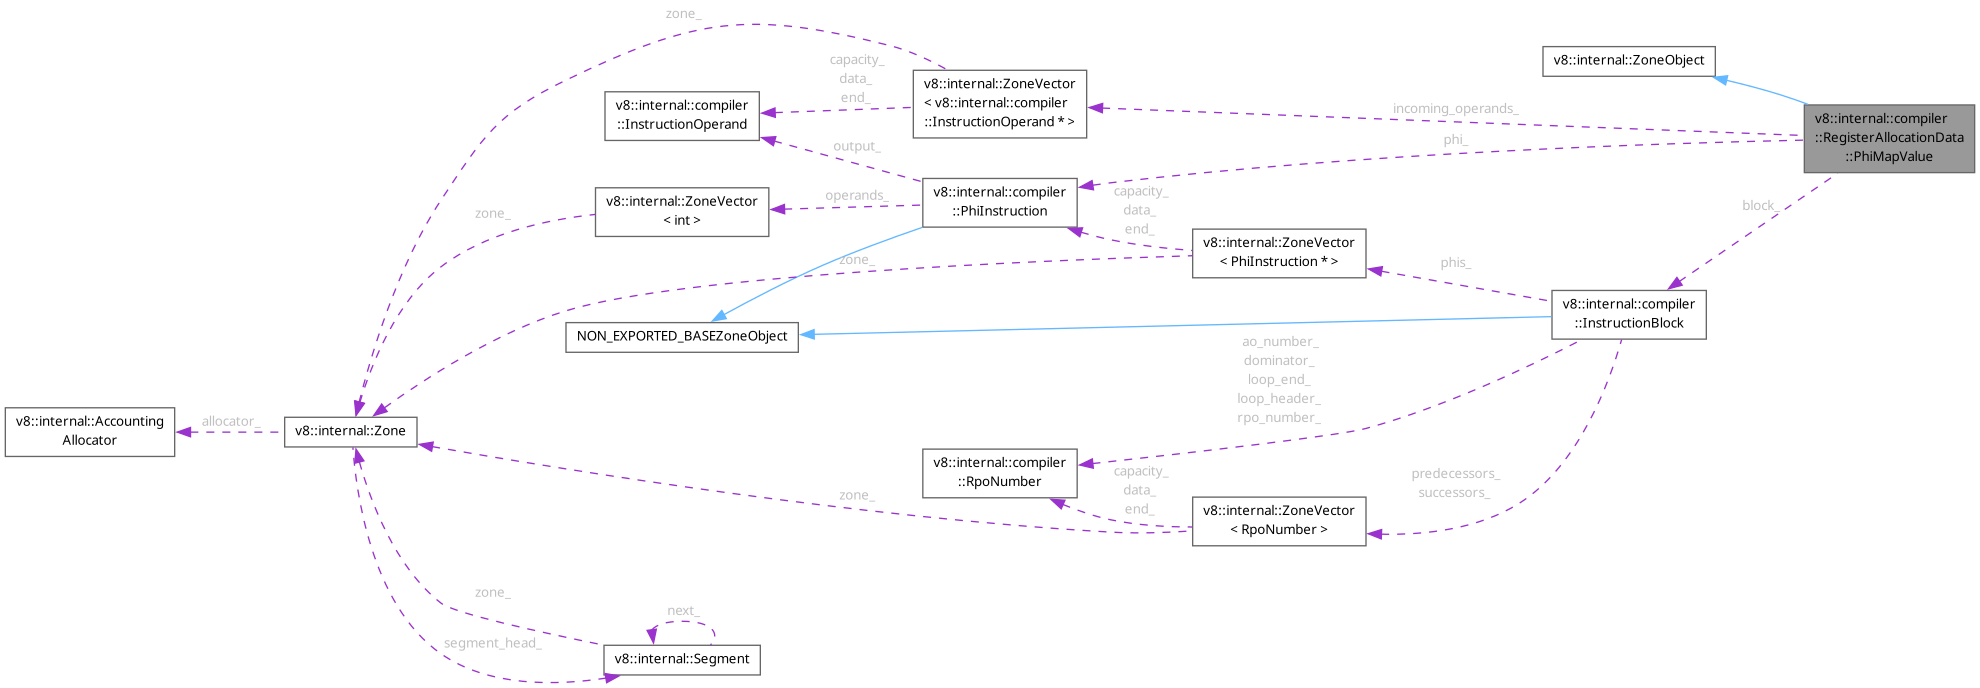 zone_
capacity_
data_
end_
v8::internal::ZoneVector
< v8::internal::compiler
::InstructionOperand * >
v8::internal::ZoneObject
v8::internal::compiler
::InstructionOperand
incoming_operands_
v8::internal::compiler
::RegisterAllocationData
::PhiMapValue
output_
phi_
v8::internal::compiler
::PhiInstruction
operands_
v8::internal::ZoneVector
< int >
zone_
capacity_
data_
end_
block_
v8::internal::ZoneVector
< PhiInstruction * >
zone_
phis_
v8::internal::compiler
::InstructionBlock
NON_EXPORTED_BASEZoneObject
ao_number_
dominator_
loop_end_
loop_header_
rpo_number_
v8::internal::Accounting
Allocator
allocator_
v8::internal::Zone
v8::internal::compiler
::RpoNumber
capacity_
data_
end_
predecessors_
successors_
zone_
v8::internal::ZoneVector
< RpoNumber >
zone_
next_
segment_head_
v8::internal::Segment